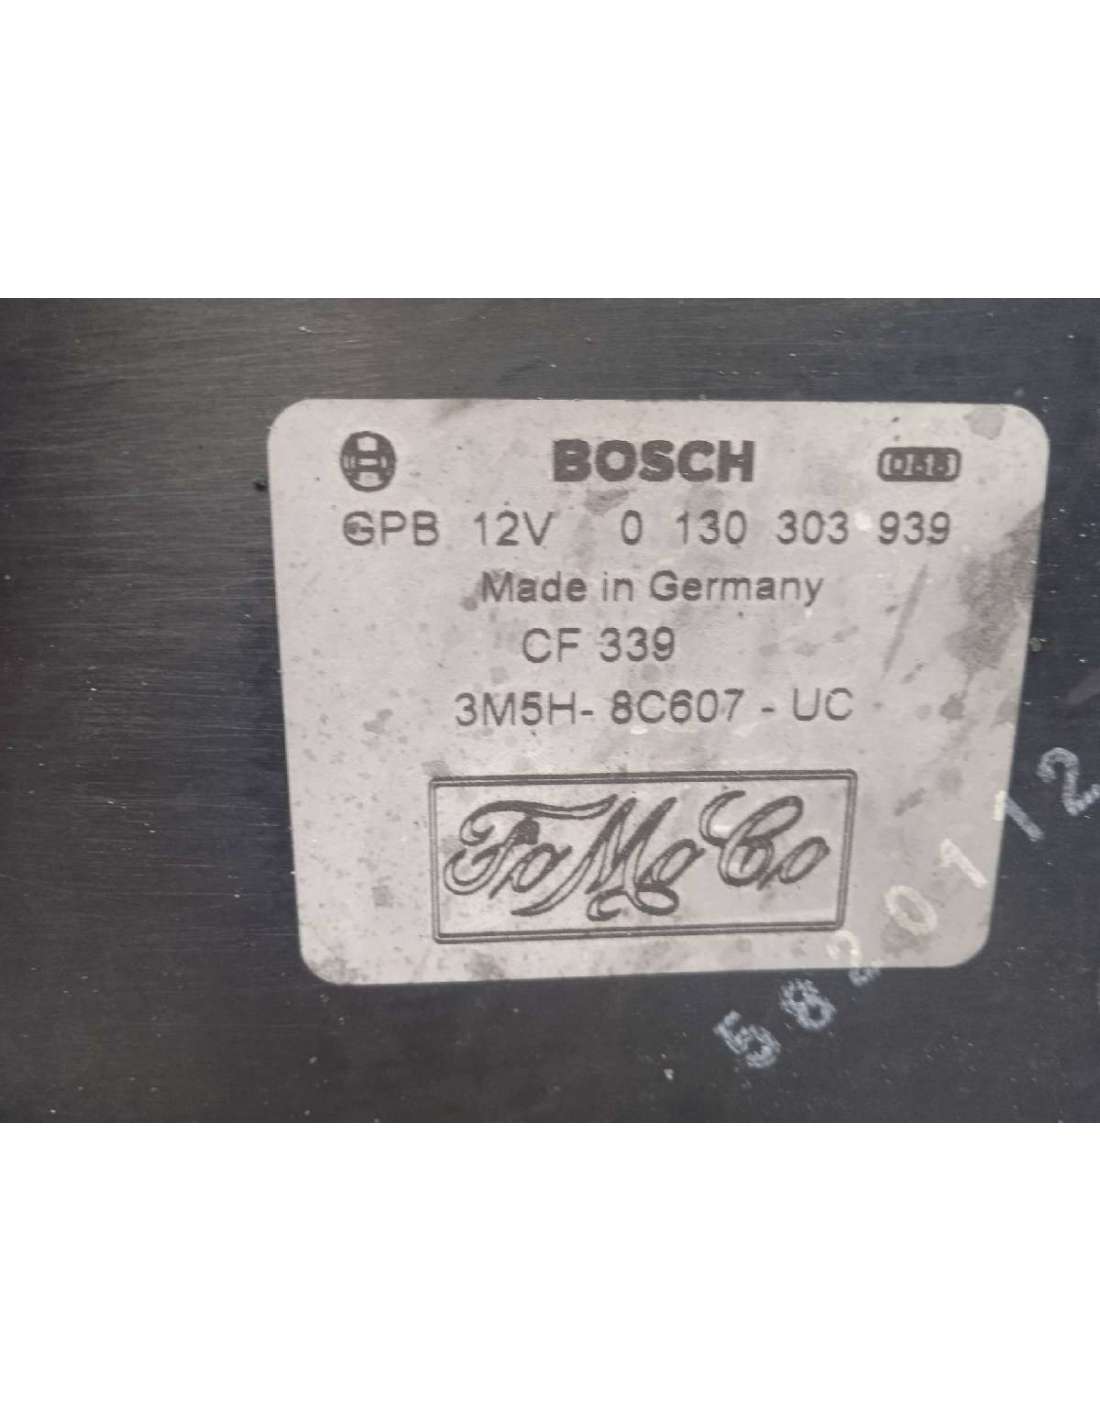 BOSCH
GPB 12V 0 130 303 939
Made in Germany
CF 339
3M5H- 8C607 - UC
FoMoCo
5820112